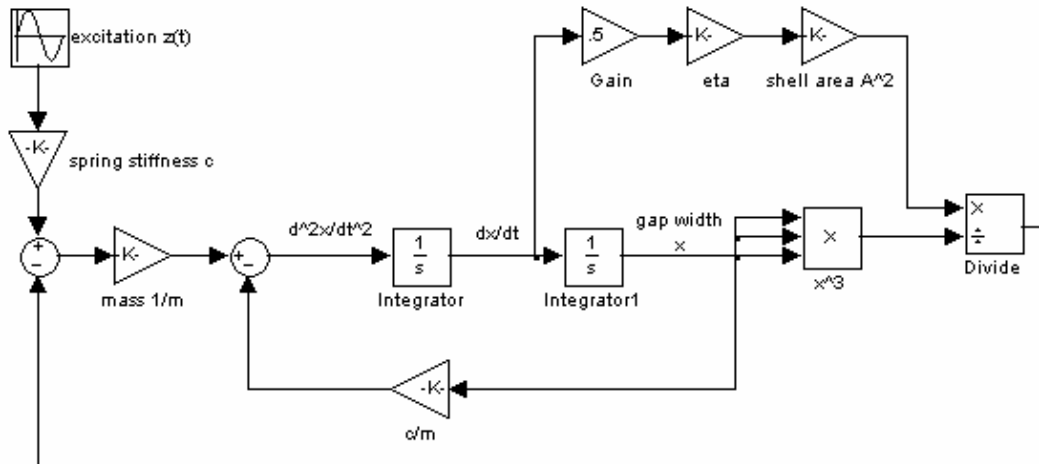 excitation z(t)
.5
K-
K-
Gain
eta
shell area A^2
-K-
spring stiffness c
+
−
K-
mass 1/m
+
−
d^2x/dt^2
1
s
Integrator
dx/dt
1
s
Integrator1
gap width
x
×
x^3
×
÷
Divide
-K-
c/m